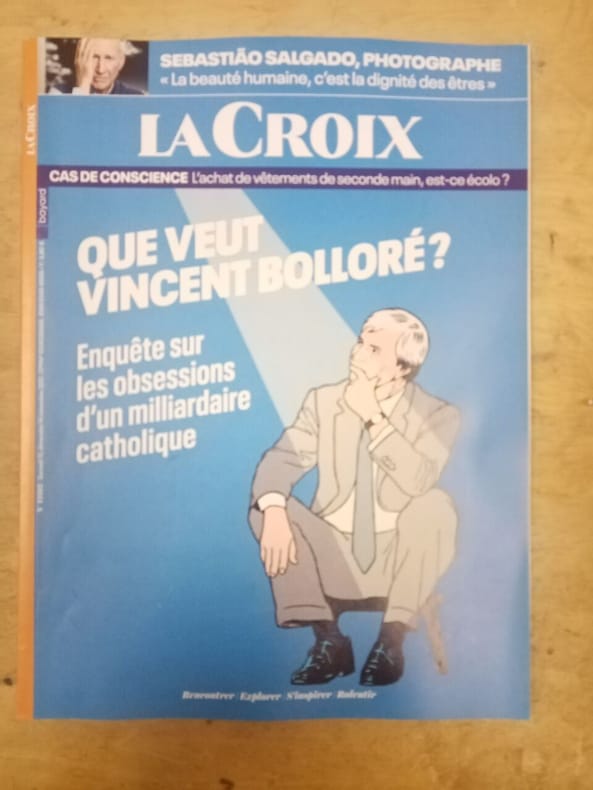 SEBASTIÃO SALGADO, PHOTOGRAPHE
« La beauté humaine, c'est la dignité des êtres »
LA CROIX
LA CROIX
CAS DE CONSCIENCE L'achat de vêtements de seconde main, est-ce écolo ?
bayard
QUE VEUT
VINCENT BOLLORÉ ?
Enquête sur
les obsessions
d'un milliardaire
catholique
Rencontrer Explorer S'inspirer Ralentir